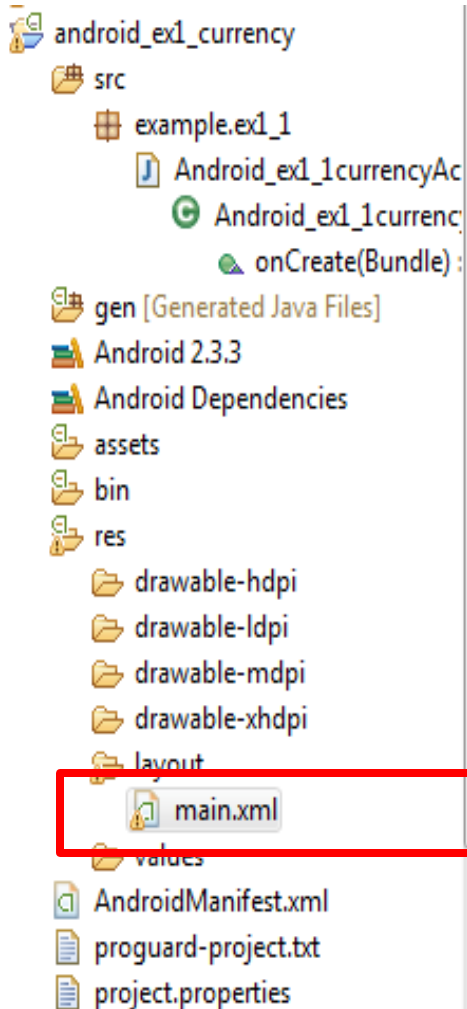 android_ex1_currency
src
example.ex1_1
Android_ex1_1currencyAc
Android_ex1_1currenc
onCreate(Bundle) :
gen [Generated Java Files]
Android 2.3.3
Android Dependencies
assets
bin
res
drawable-hdpi
drawable-ldpi
drawable-mdpi
drawable-xhdpi
layout
main.xml
values
AndroidManifest.xml
proguard-project.txt
project.properties